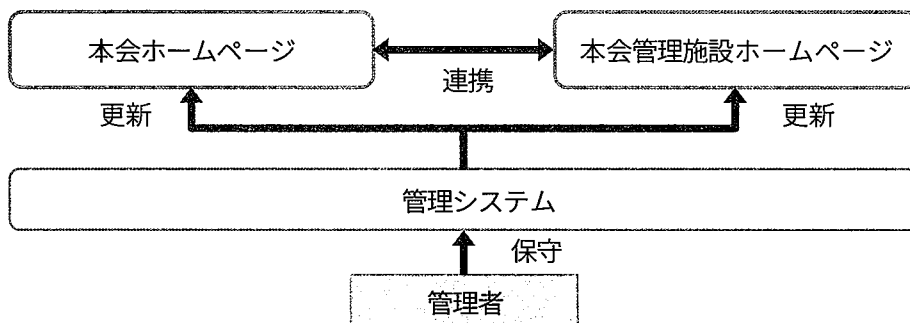 本会ホームページ
本会管理施設ホームページ
連携
更新
更新
管理システム
保守
管理者